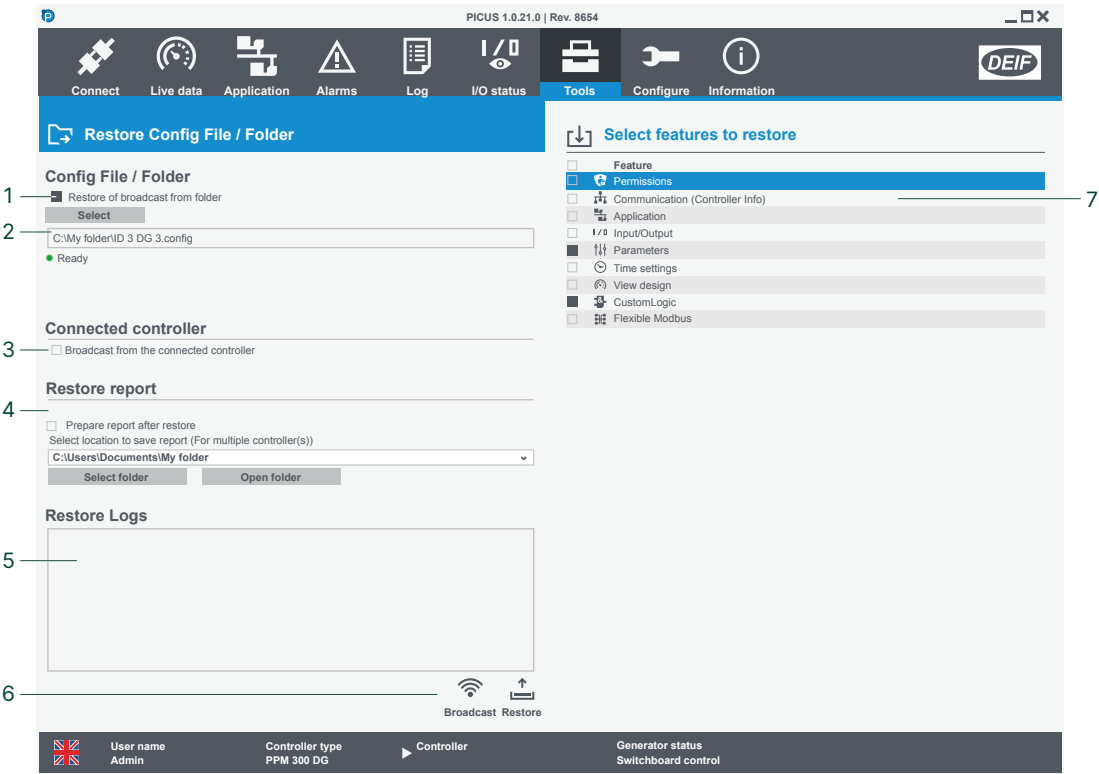 PICUS 1.0.21.0 | Rev. 8654
Connect Live data Application Alarms Log I/O status Tools Configure Information
DEIF
Restore Config File / Folder
Config File / Folder
1
Restore of broadcast from folder
Select
2
C:\My folder\ID 3 DG 3.config
Ready
Connected controller
3
Broadcast from the connected controller
Restore report
4
Prepare report after restore
Select location to save report (For multiple controller(s))
C:\Users\Documents\My folder
Select folder Open folder
Restore Logs
5
6
Broadcast Restore
Select features to restore
Feature
Permissions
Communication (Controller Info)
7
Application
Input/Output
Parameters
Time settings
View design
CustomLogic
Flexible Modbus
User name
Admin
Controller type
PPM 300 DG
Controller
Generator status
Switchboard control